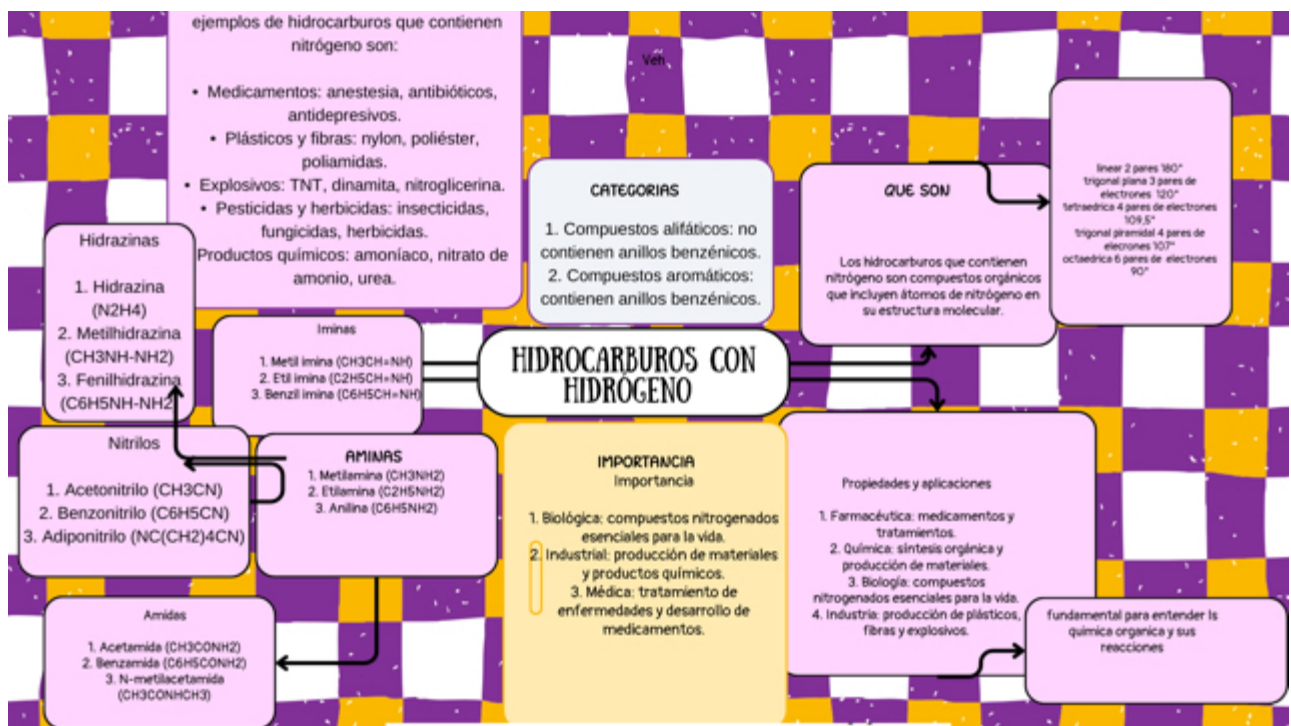 ejemplos de hidrocarburos que contienen
nitrógeno son:
• Medicamentos: anestesia, antibióticos,
antidepresivos.
• Plásticos y fibras: nylon, poliéster,
poliamidas.
• Explosivos: TNT, dinamita, nitroglicerina.
• Pesticidas y herbicidas: insecticidas,
fungicidas, herbicidas.
Productos químicos: amoníaco, nitrato de
amonio, urea.
Veh
CATEGORIAS
1. Compuestos alifáticos: no
contienen anillos benzénicos.
2. Compuestos aromáticos:
contienen anillos benzénicos.
QUE SON
Los hidrocarburos que contienen
nitrógeno son compuestos orgánicos
que incluyen átomos de nitrógeno en
su estructura molecular.
linear 2 pares 180°
trigonal plana 3 pares de
electrones 120°
tetraedrica 4 pares de electrones
109,5°
trigonal piramidal 4 pares de
elecrones 107°
octaedrica 6 pares de electrones
90°
Hidrazinas
1. Hidrazina
(N2H4)
2. Metilhidrazina
(CH3NH-NH2)
3. Fenilhidrazina
(C6H5NH-NH2
Iminas
1. Metil imina (CH3CH=NH)
2. Etil imina (C2H5CH=NH)
3. Benzil imina (C6H5CH=NH)
HIDROCARBUROS CON
HIDRÓGENO
Nitrilos
1. Acetonitrilo (CH3CN)
2. Benzonitrilo (C6H5CN)
3. Adiponitrilo (NC(CH2)4CN)
AMINAS
1. Metilamina (CH3NH2)
2. Etilamina (C2H5NH2)
3. Anilina (C6H5NH2)
IMPORTANCIA
Importancia
1. Biológica: compuestos nitrogenados
esenciales para la vida.
2. Industrial: producción de materiales
y productos químicos.
3. Médica: tratamiento de
enfermedades y desarrollo de
medicamentos.
Propiedades y aplicaciones
1. Farmacéutica: medicamentos y
tratamientos.
2. Química: síntesis orgánica y
producción de materiales.
3. Biología: compuestos
nitrogenados esenciales para la vida.
4. Industria: producción de plásticos,
fibras y explosivos.
Amidas
1. Acetamida (CH3CONH2)
2. Benzamida (C6H5CONH2)
3. N-metilacetamida
(CH3CONHCH3)
fundamental para entender ls
quimica organica y sus
reacciones